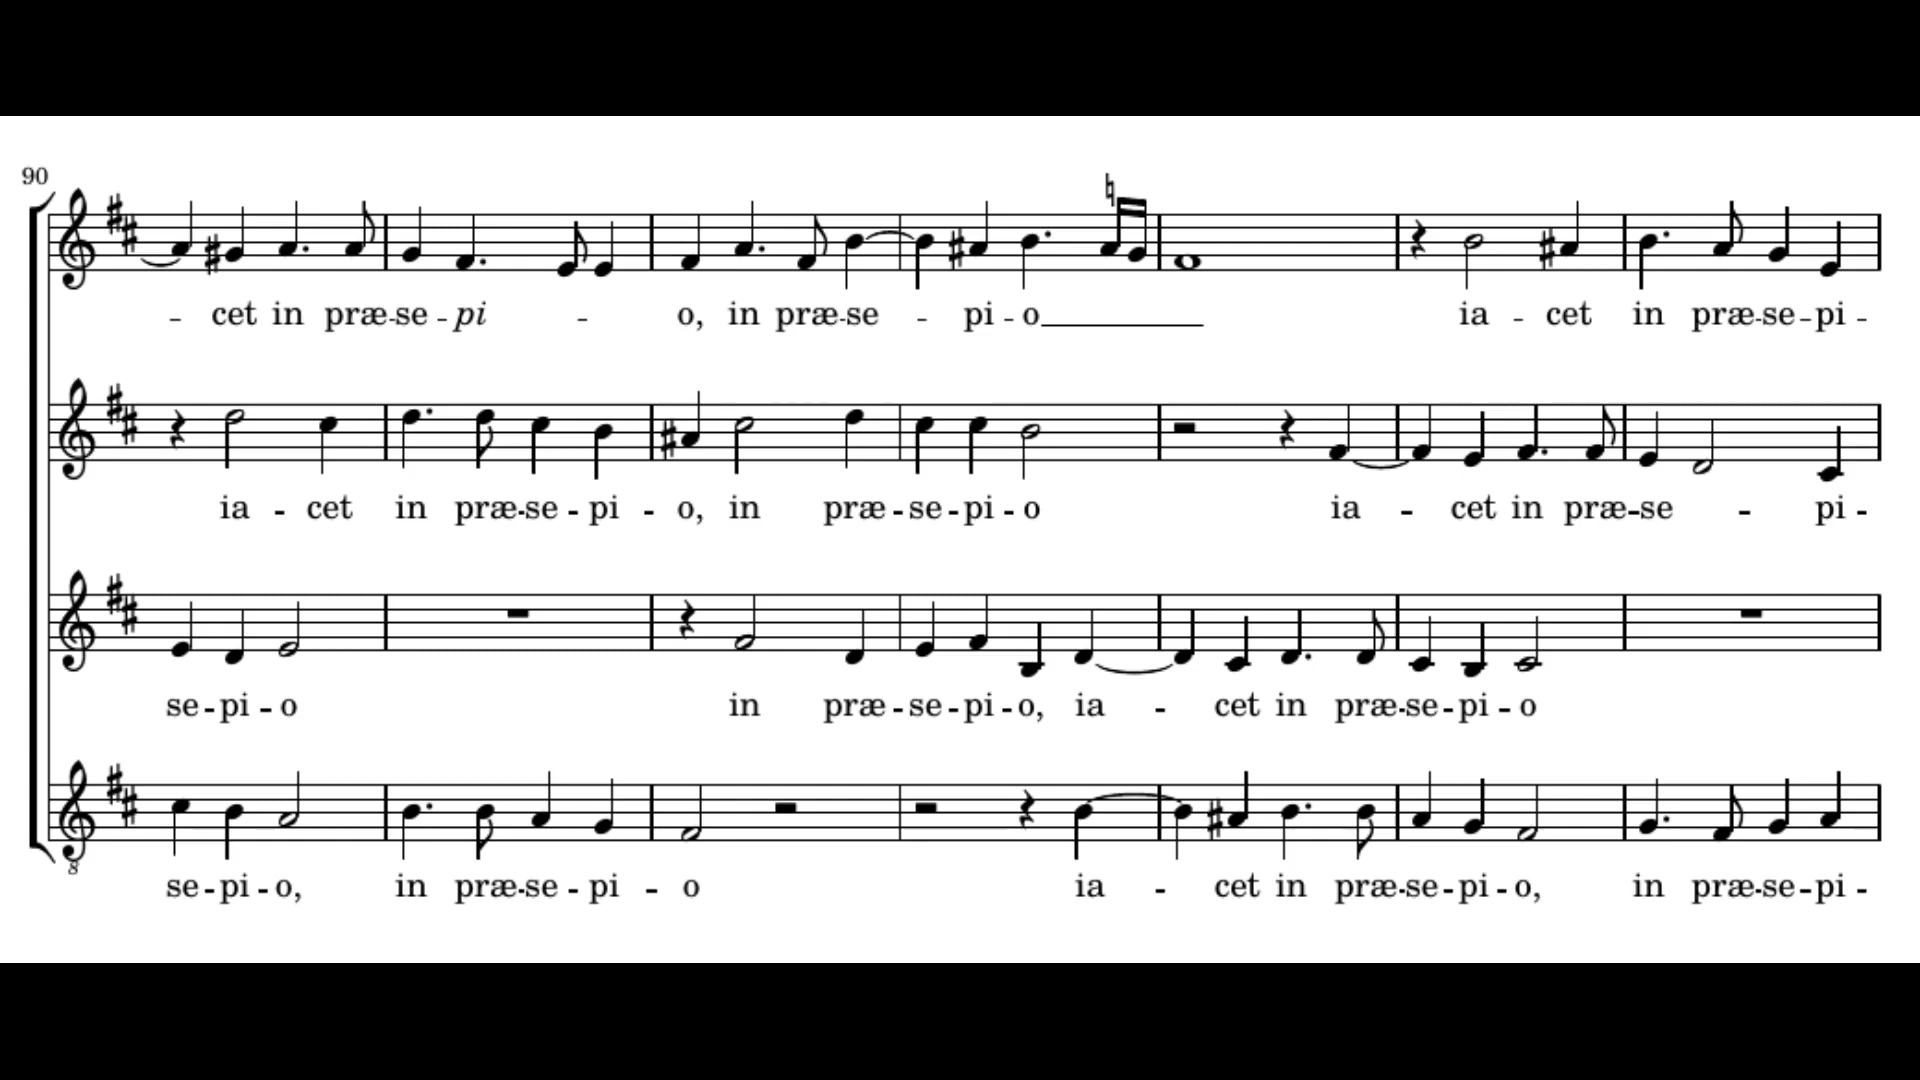 90
- cet in præ-se - pi - o, in præ-se - pi - o
ia - cet in præ-se-pi -
ia - cet in præ-se - pi - o, in præ-se-pi-o ia - cet in præ-se - pi -
se-pi-o in præ-se-pi-o, ia - cet in præ-se-pi-o
8
se-pi-o, in præ-se-pi - o ia - cet in præ-se-pi-o, in præ-se-pi -